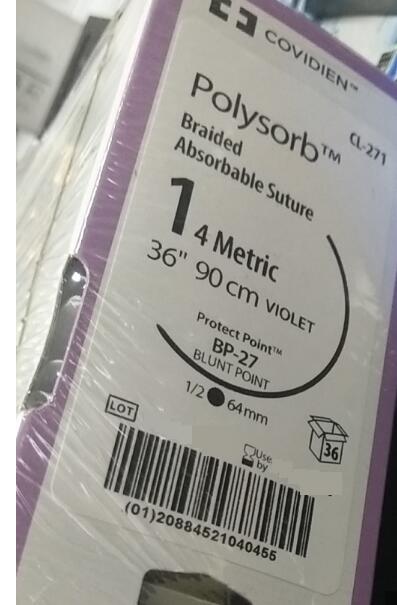 COVIDIEN™
Polysorb™ CL-271
Braided
Absorbable Suture
1 4 Metric
36" 90 cm VIOLET
Protect Point™
BP-27
BLUNT POINT
1/2 64mm
LOT
Use
by
36
(01)20884521040455